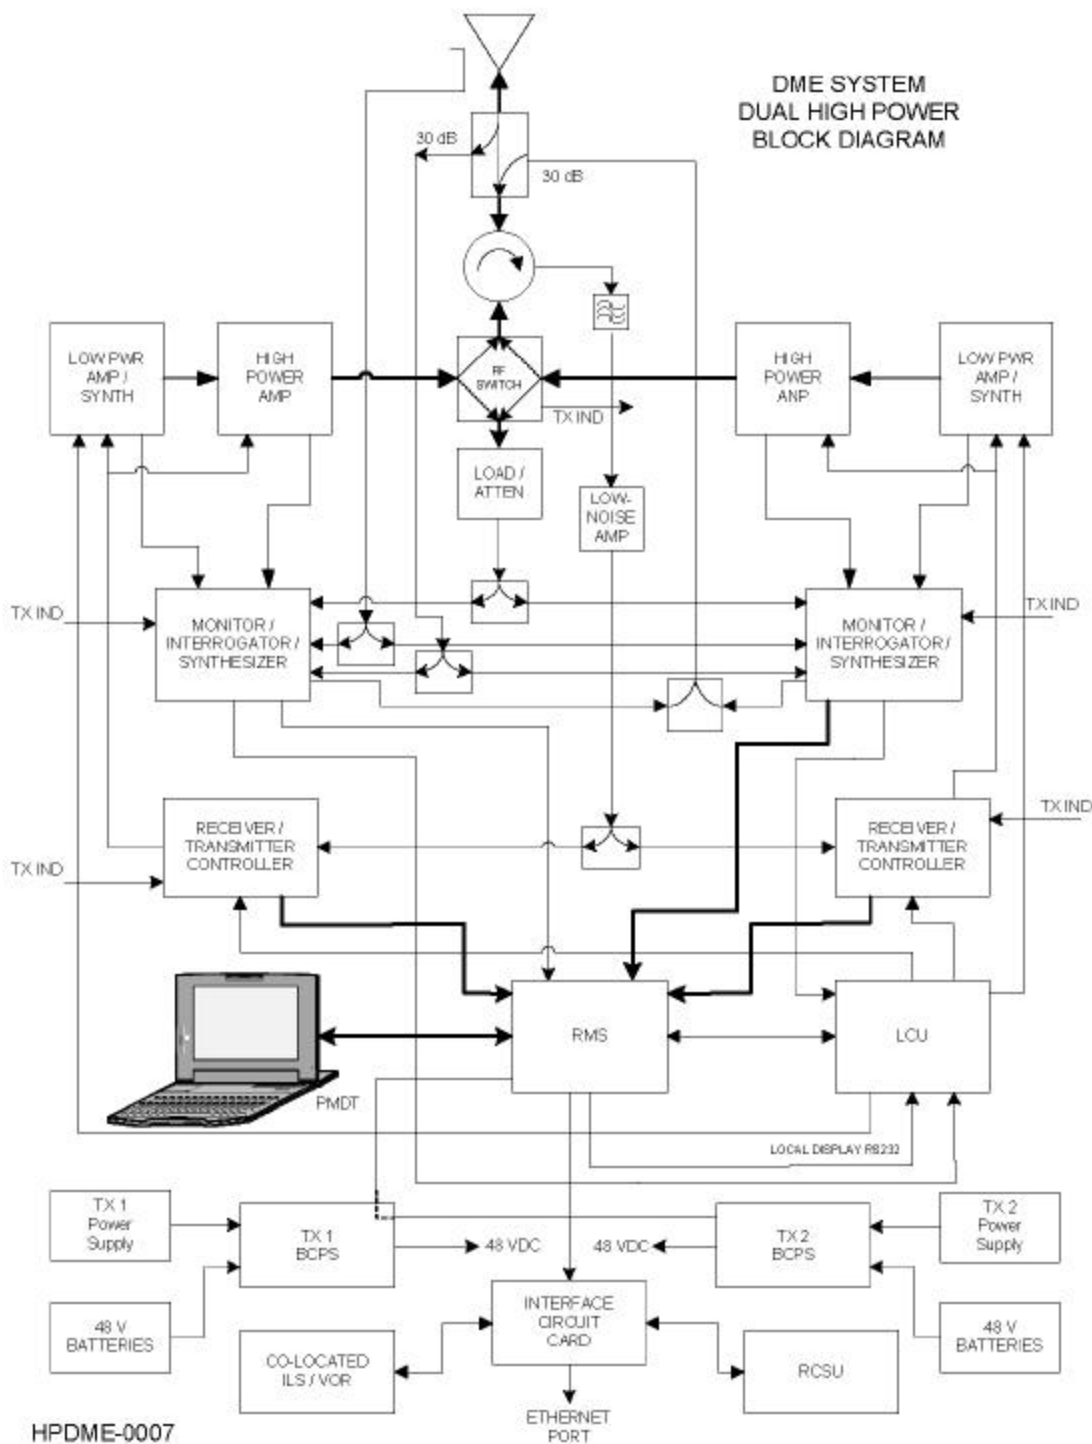 DME SYSTEM
DUAL HIGH POWER
BLOCK DIAGRAM
30 dB
30 dB
LOW PWR
AMP /
SYNTH
HIGH
POWER
AMP
RF
SWITCH
TX IND
HIGH
POWER
ANP
LOW PWR
AMP /
SYNTH
LOAD /
ATTEN
LOW-
NOISE
AMP
TX IND
MONITOR /
INTERROGATOR /
SYNTHESIZER
MONITOR /
INTERROGATOR /
SYNTHESIZER
TX IND
RECEIVER /
TRANSMITTER
CONTROLLER
TX IND
RECEIVER /
TRANSMITTER
CONTROLLER
TX IND
RMS
LCU
PMDT
LOCAL DISPLAY RS232
TX 1
Power
Supply
TX 1
BCPS
48 VDC
48 VDC
TX 2
BCPS
TX 2
Power
Supply
48 V
BATTERIES
INTERFACE
CIRCUIT
CARD
48 V
BATTERIES
CO-LOCATED
ILS / VOR
RCSU
ETHERNET
PORT
HPDME-0007